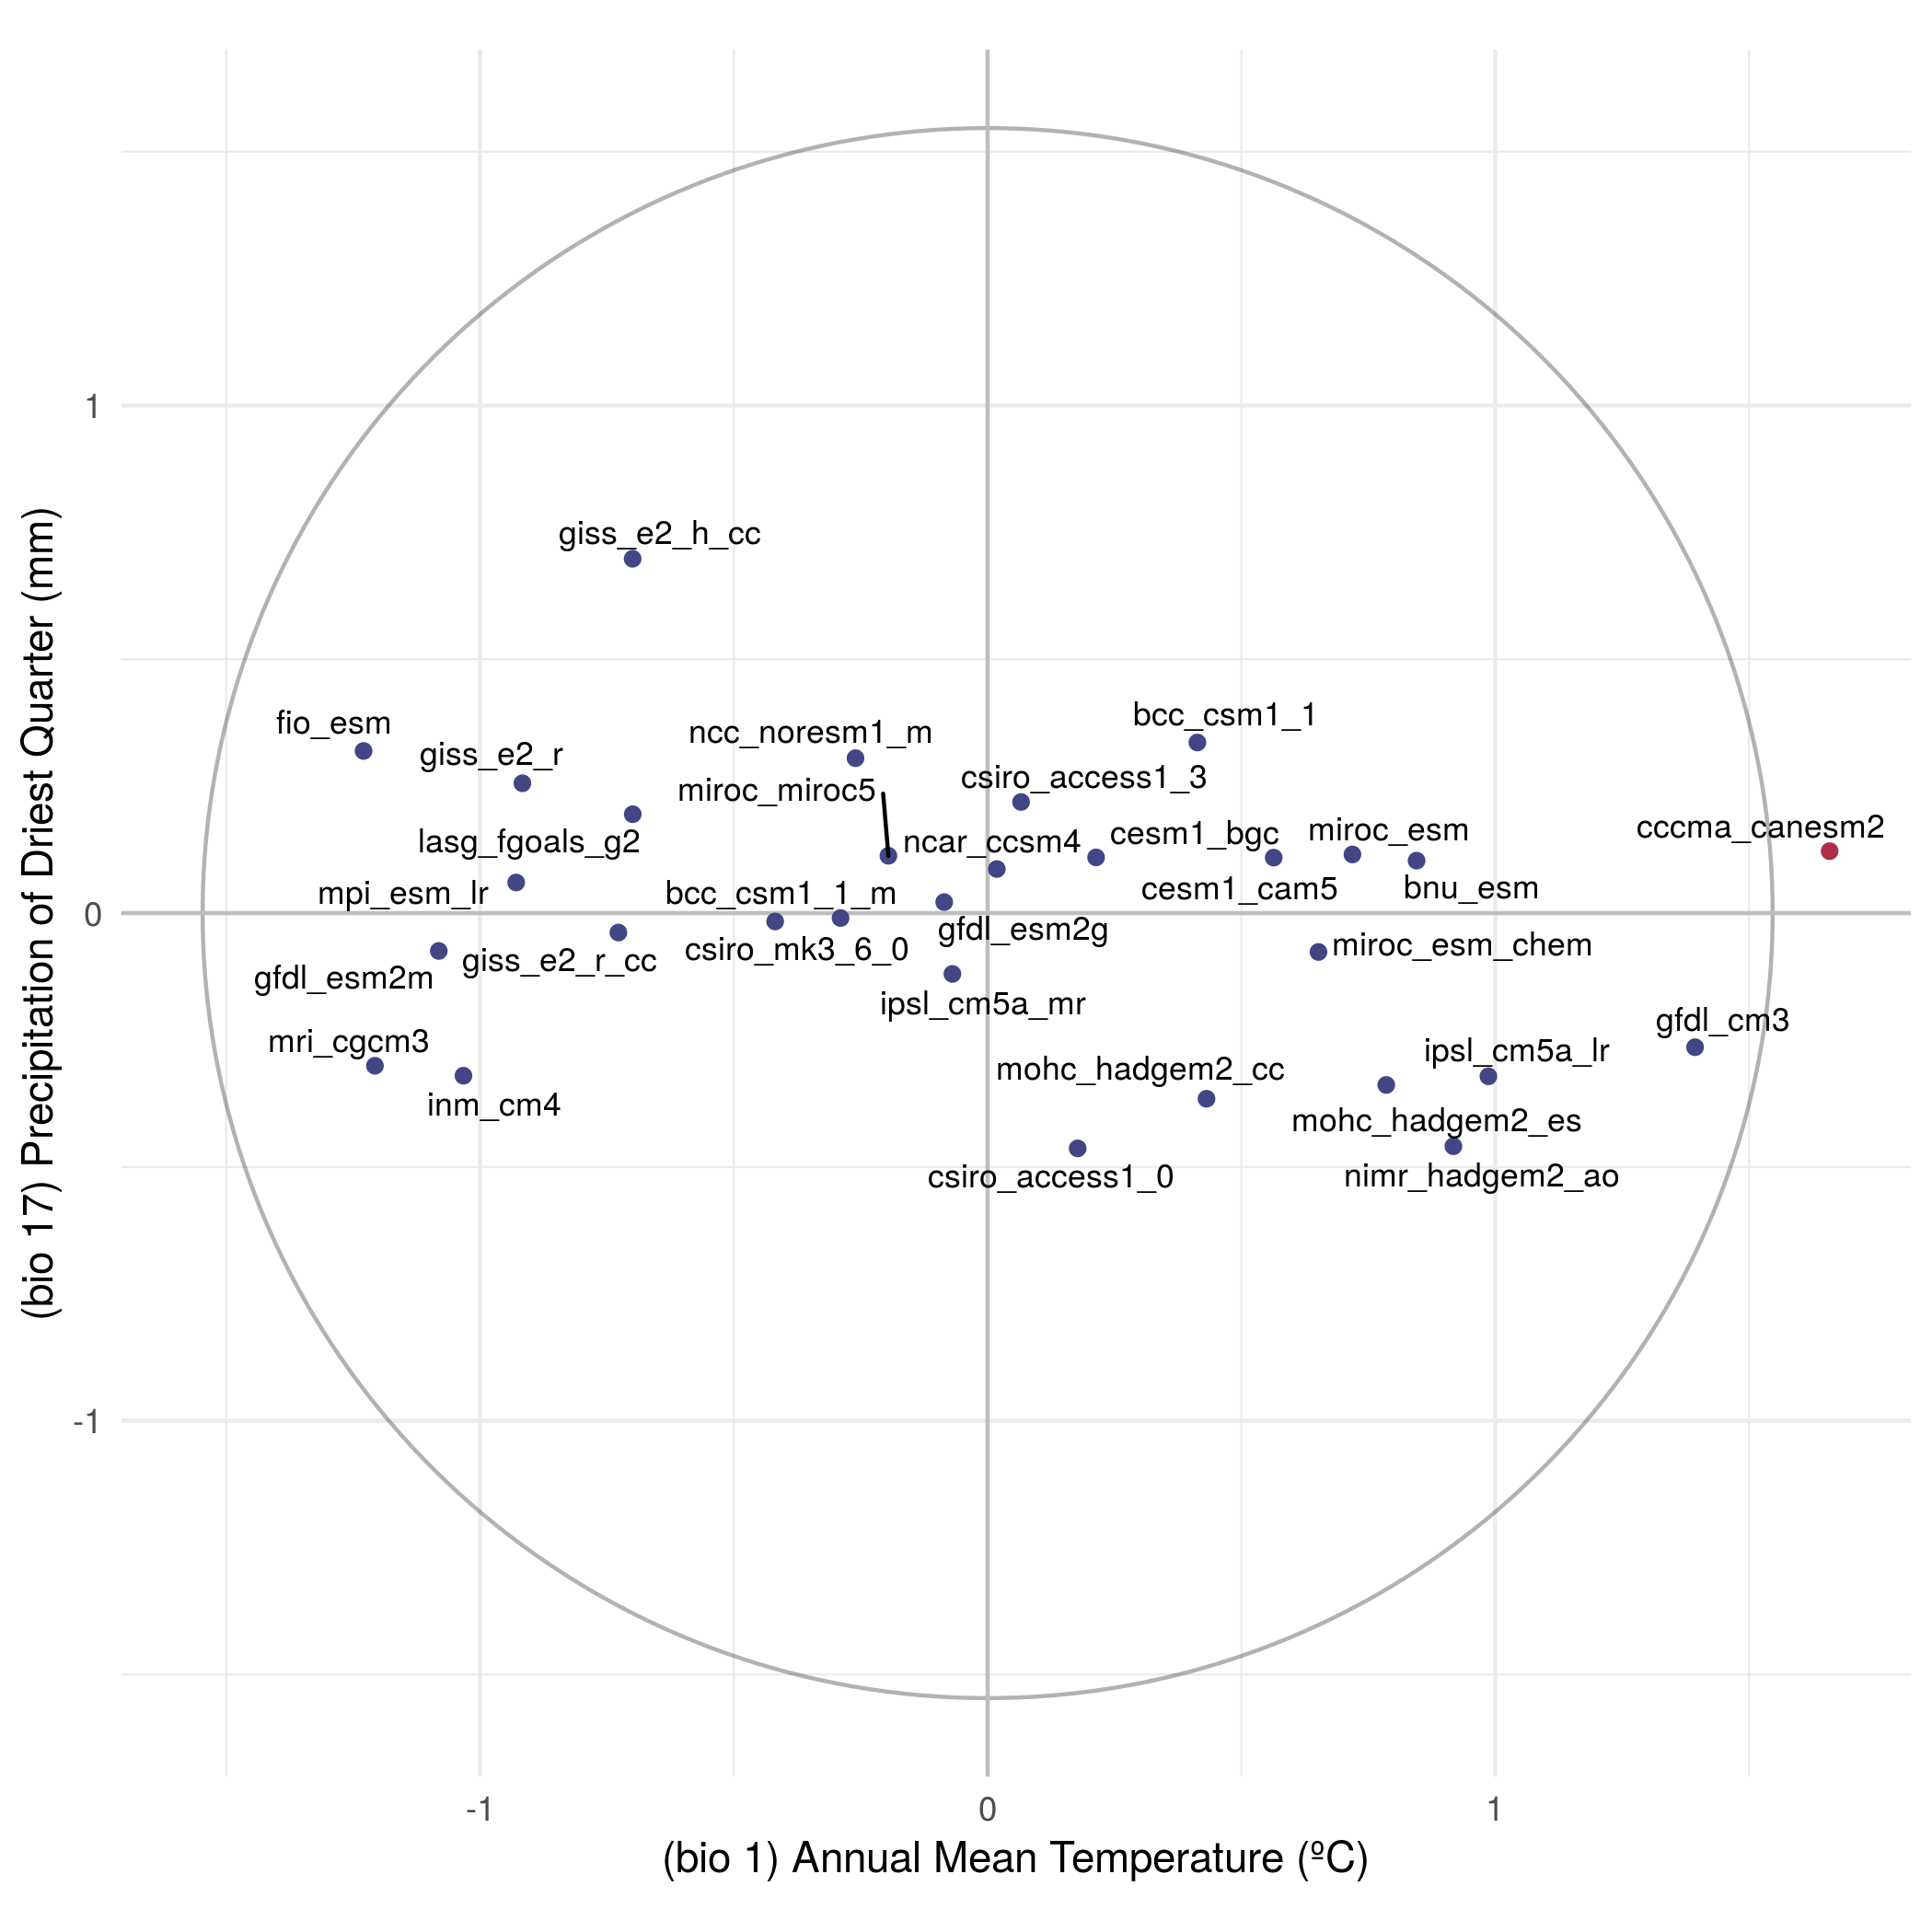 giss_e2_h_cc
1
bcc_csm1_1
fio_esm
ncc_noresm1_m
giss_e2_r
csiro_access1_3
miroc_miroc5
cccma_canesm2
miroc_esm
cesm1_bgc
ncar_ccsm4
lasg_fgoals_g2
bnu_esm
cesm1_cam5
bcc_csm1_1_m
mpi_esm_lr
0
gfdl_esm2g
miroc_esm_chem
csiro_mk3_6_0
giss_e2_r_cc
gfdl_esm2m
ipsl_cm5a_mr
gfdl_cm3
mri_cgcm3
ipsl_cm5a_lr
mohc_hadgem2_cc
inm_cm4
mohc_hadgem2_es
nimr_hadgem2_ao
csiro_access1_0
-1
(bio 17) Precipitation of Driest Quarter (mm)
-1
0
1
(bio 1) Annual Mean Temperature (ºC)